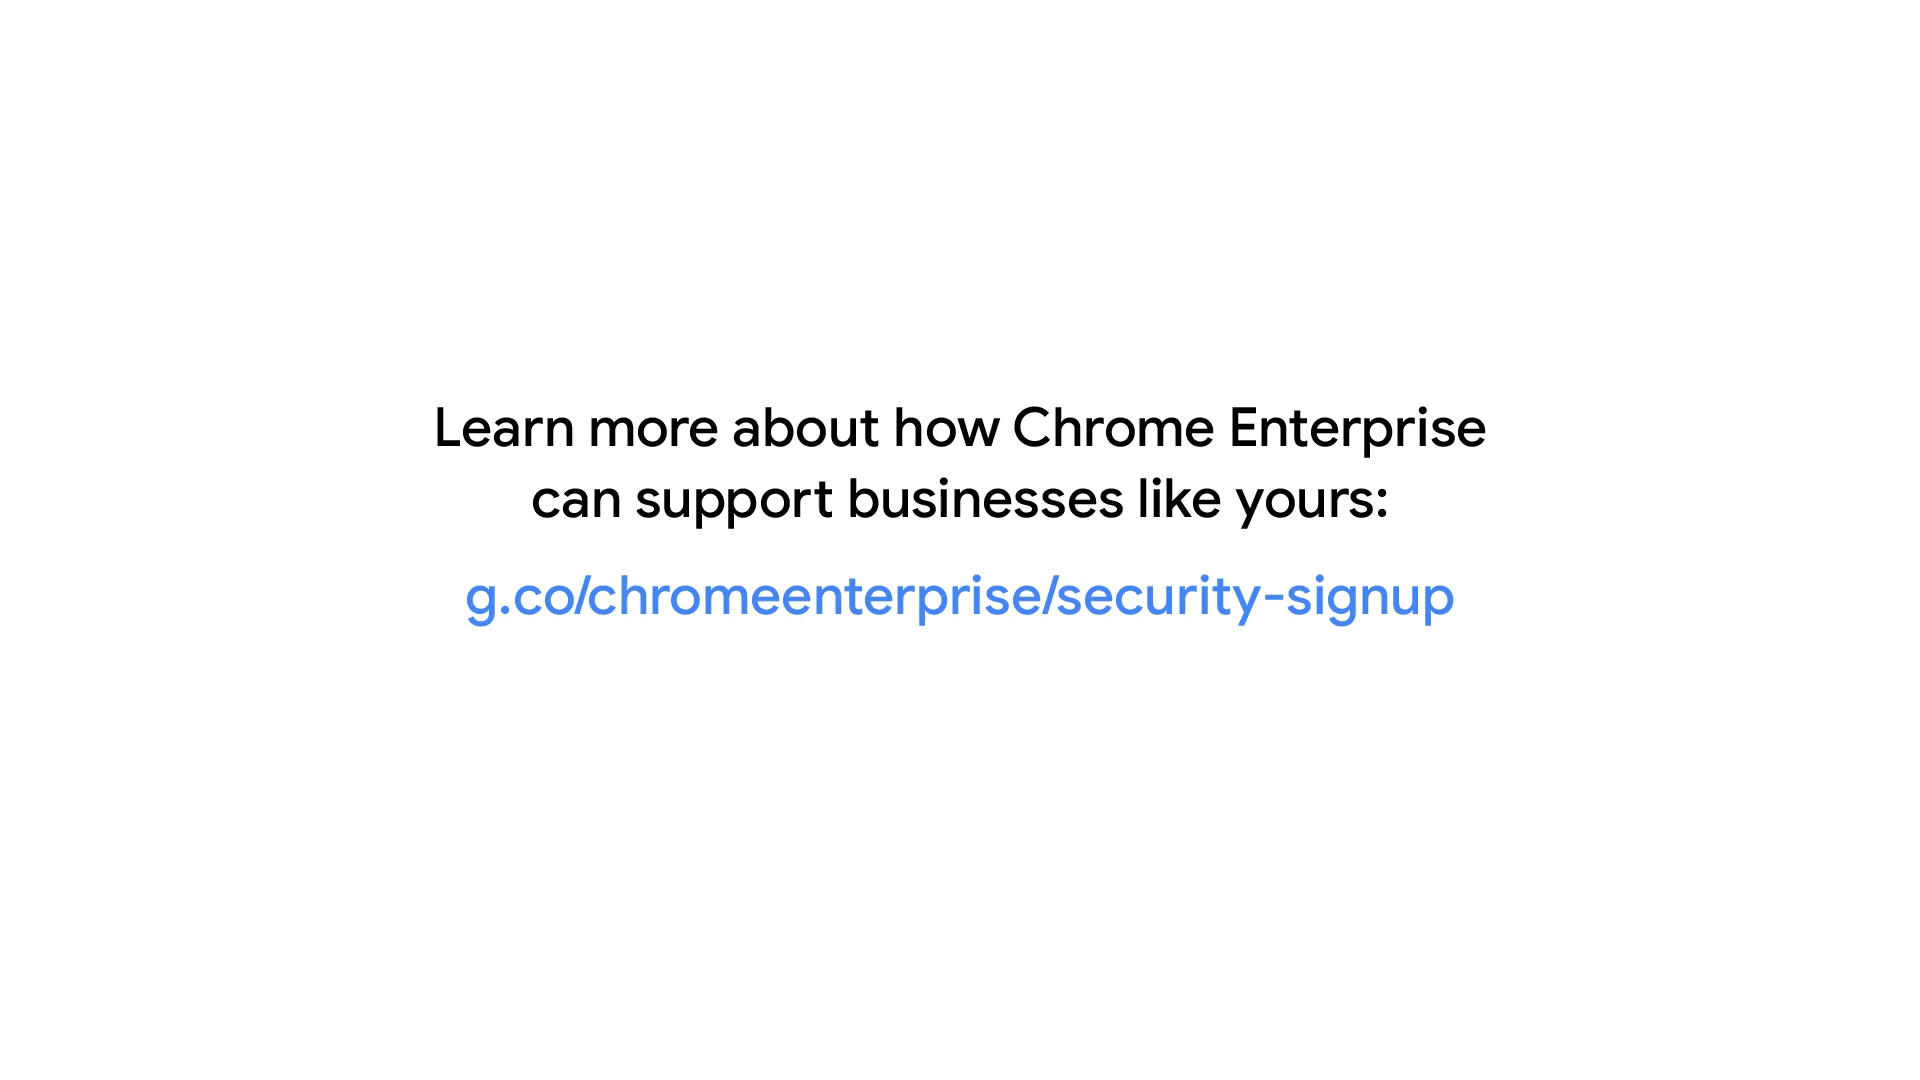 Learn more about how Chrome Enterprise
can support businesses like yours:
g.co/chromeenterprise/security-signup